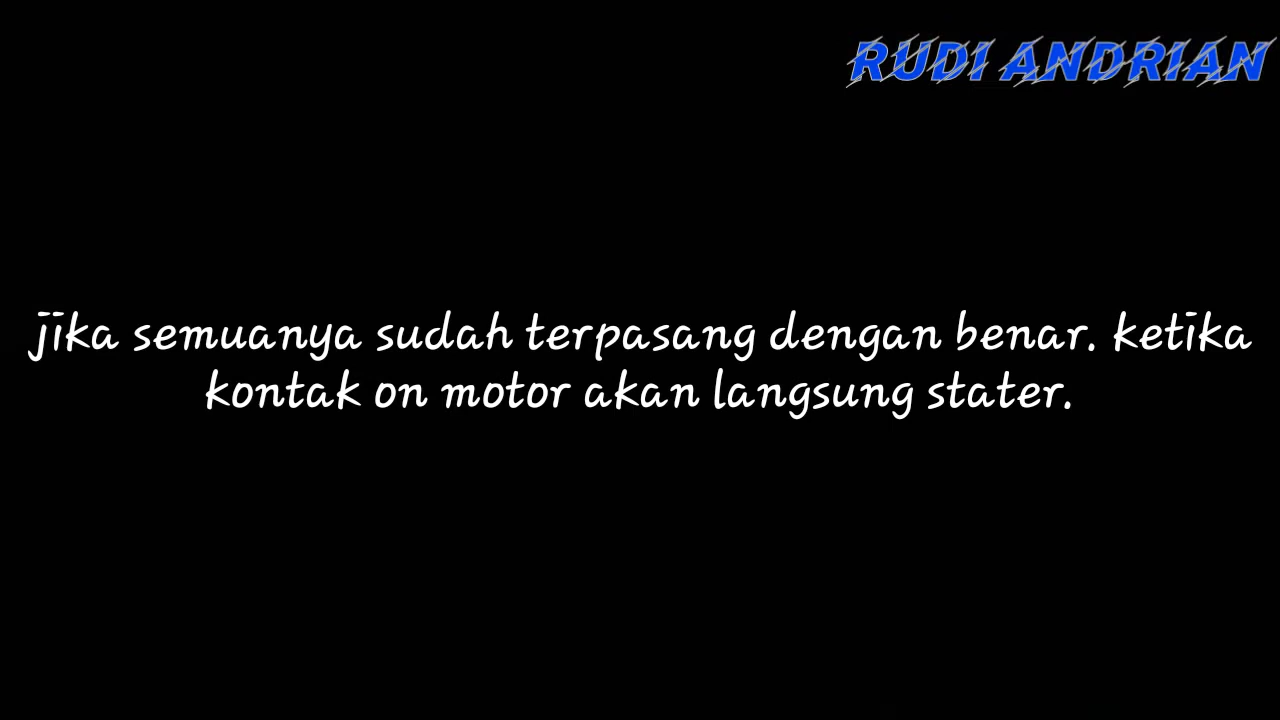 RUDI ANDRIAN
jika semuanya sudah terpasang dengan benar. ketika
kontak on motor akan langsung stater.